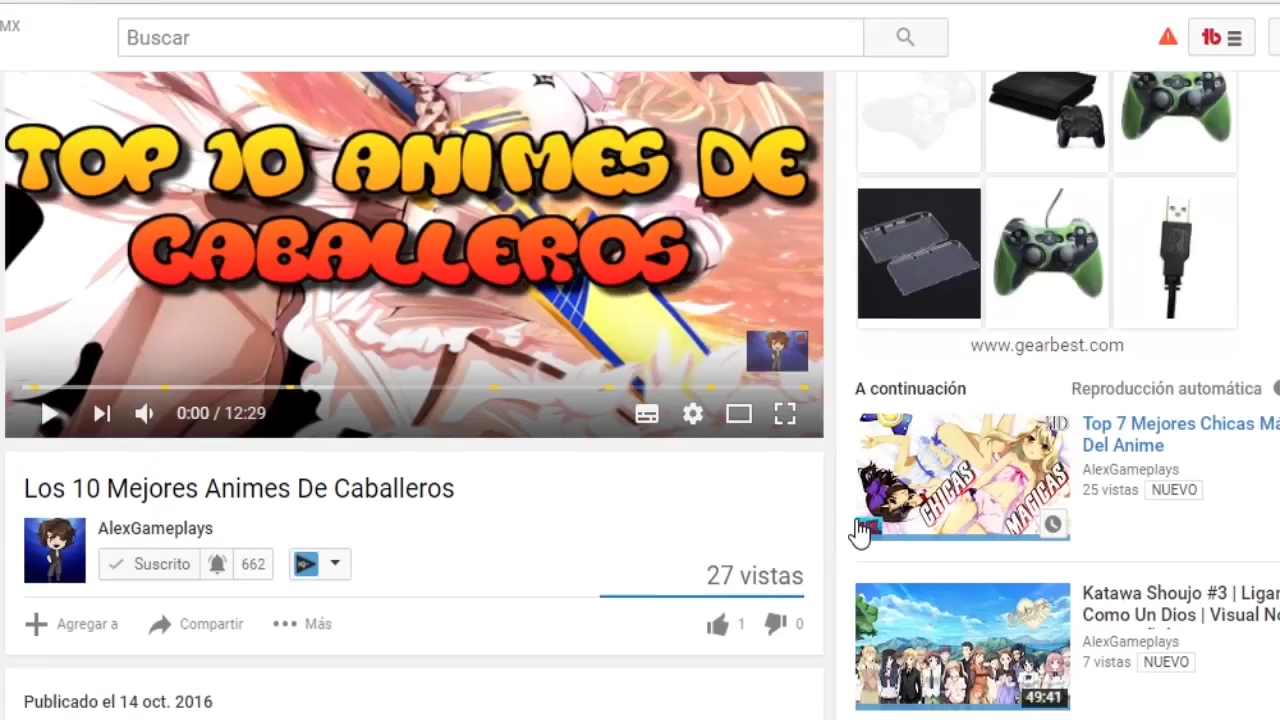 MX
Buscar
TOP 10 ANIMES DE
CABALLEROS
0:00 / 12:29
Los 10 Mejores Animes De Caballeros
AlexGameplays
Suscrito
662
27 vistas
Agregar a
Compartir
Más
1
0
Publicado el 14 oct. 2016
www.gearbest.com
A continuación
Reproducción automática
HD
CHICAS
MAGICAS
Top 7 Mejores Chicas Má
Del Anime
AlexGameplays
25 vistas
NUEVO
49:41
Katawa Shoujo #3 | Ligar
Como Un Dios | Visual No
AlexGameplays
7 vistas
NUEVO